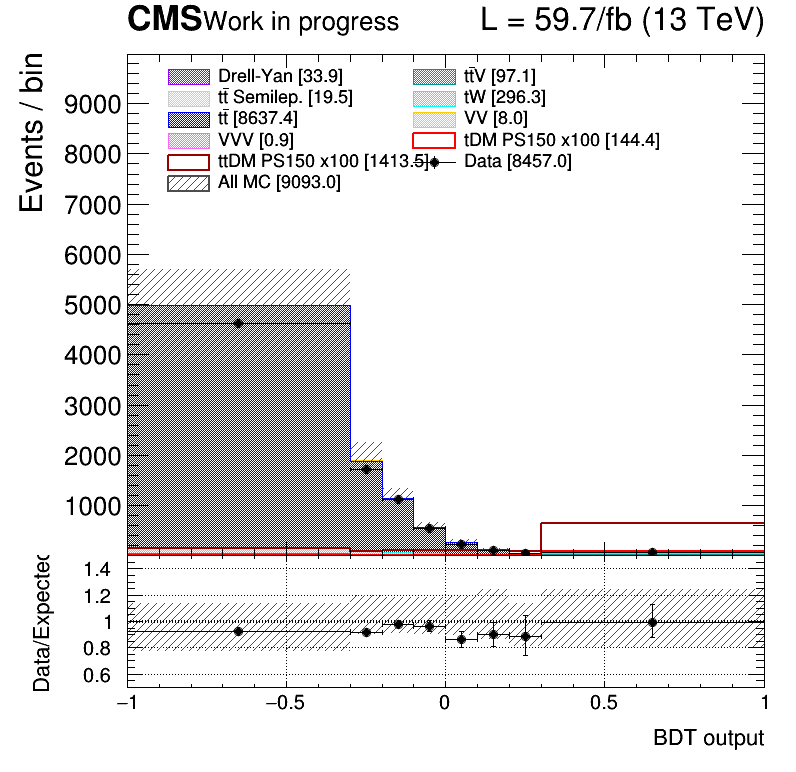 CMS Work in progress L = 59.7/fb (13 TeV)
Events / bin
Drell-Yan [33.9] tt̄V [97.1]
tt̄ Semilep. [19.5] tW [296.3]
tt̄ [8637.4] VV [8.0]
VVV [0.9] tDM PS150 x100 [144.4]
ttDM PS150 x100 [1413.5] Data [8457.0]
All MC [9093.0]
9000
8000
7000
6000
5000
4000
3000
2000
1000
Data/Expected
1.4
1.2
1
0.8
0.6
−1 −0.5 0 0.5 1
BDT output